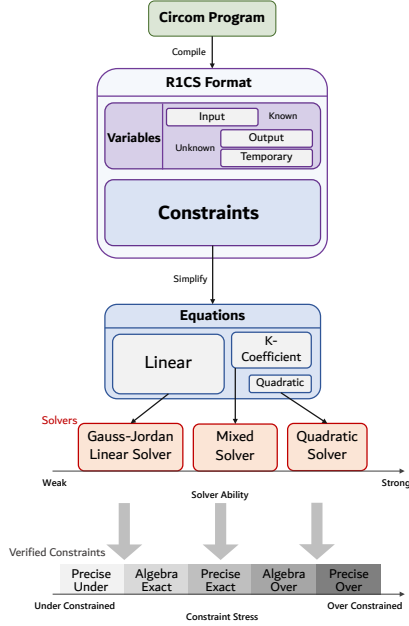 Circom Program
Compile
R1CS Format
Variables
Input
Known
Unknown
Output
Temporary
Constraints
Simplify
Equations
Linear
K-
Coefficient
Quadratic
Solvers
Gauss-Jordan
Linear Solver
Mixed
Solver
Quadratic
Solver
Weak
Solver Ability
Strong
Verified Constraints
Precise
Under
Algebra
Exact
Precise
Exact
Algebra
Over
Precise
Over
Under Constrained
Constraint Stress
Over Constrained